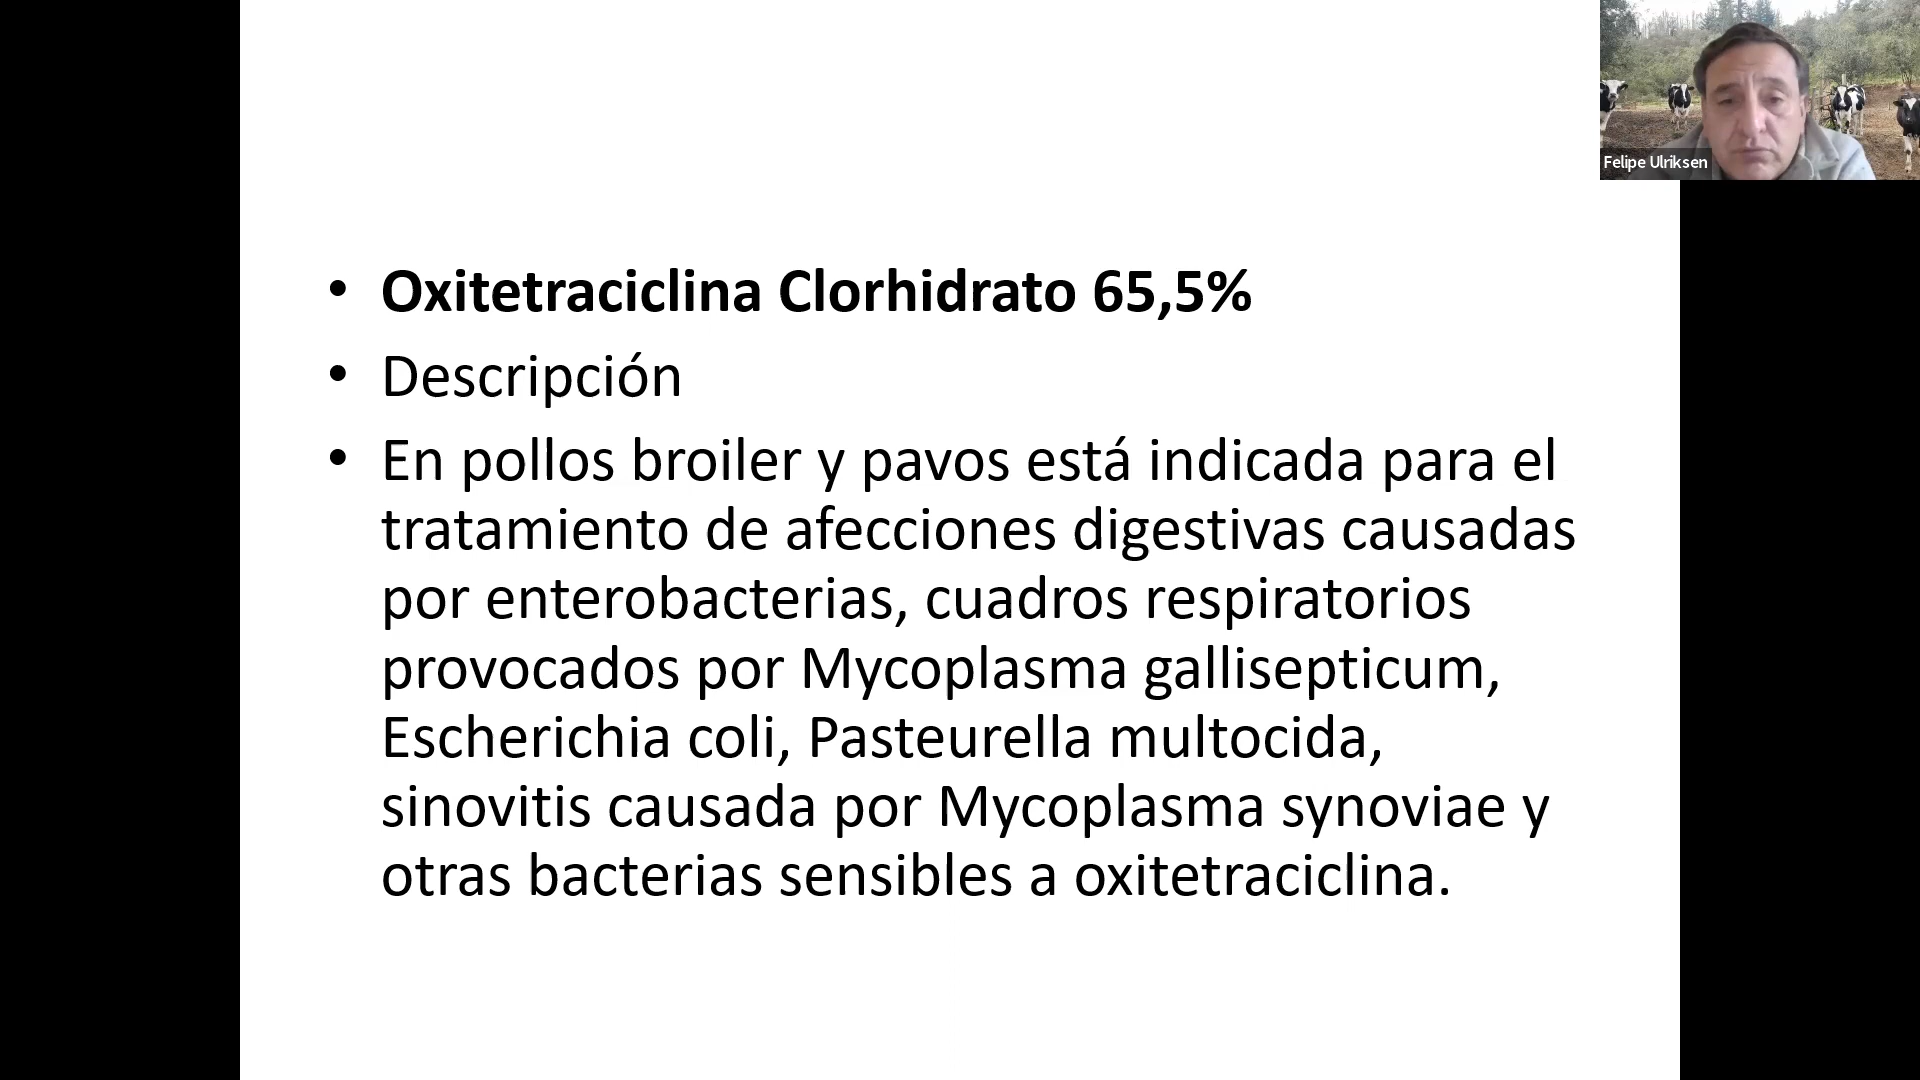 Felipe Ulriksen
• Oxitetraciclina Clorhidrato 65,5%
• Descripción
• En pollos broiler y pavos está indicada para el
tratamiento de afecciones digestivas causadas
por enterobacterias, cuadros respiratorios
provocados por Mycoplasma gallisepticum,
Escherichia coli, Pasteurella multocida,
sinovitis causada por Mycoplasma synoviae y
otras bacterias sensibles a oxitetraciclina.